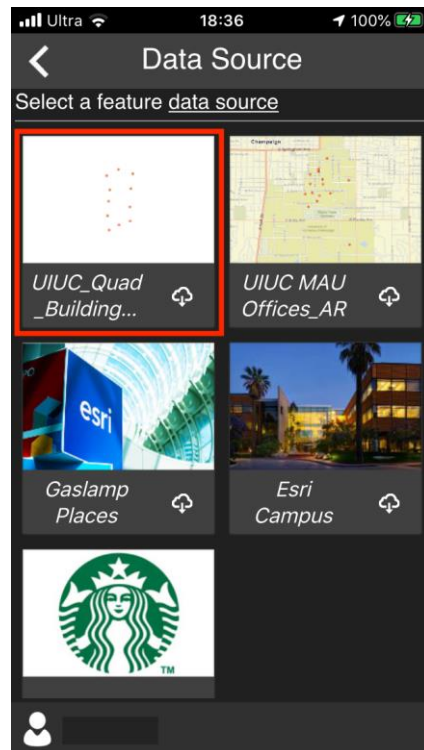 Ultra 18:36 100%
Data Source
Select a feature data source
Champaign
UIUC_Quad
_Building...
UIUC MAU
Offices_AR
esri
Gaslamp
Places
Esri
Campus
TM